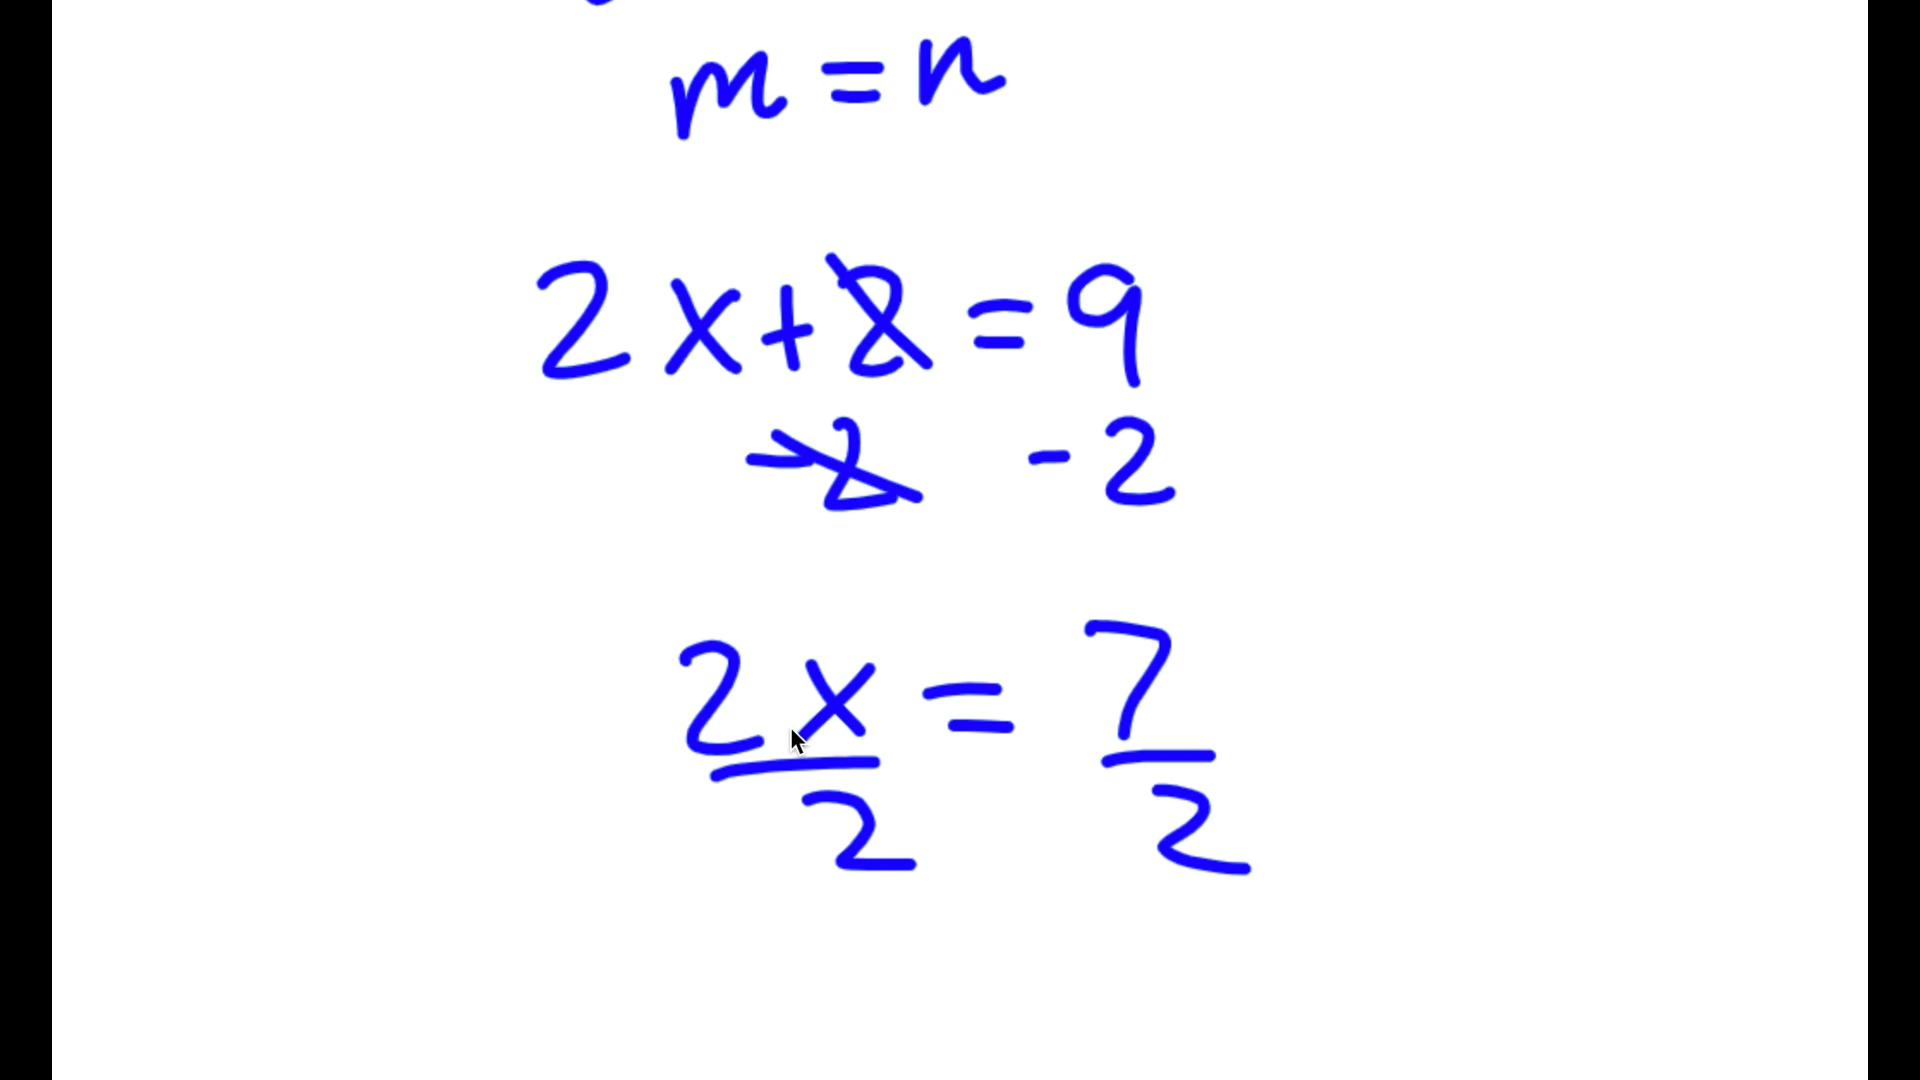 m = n
2x + 2 = 9
-2 -2
2x = 7
2 2